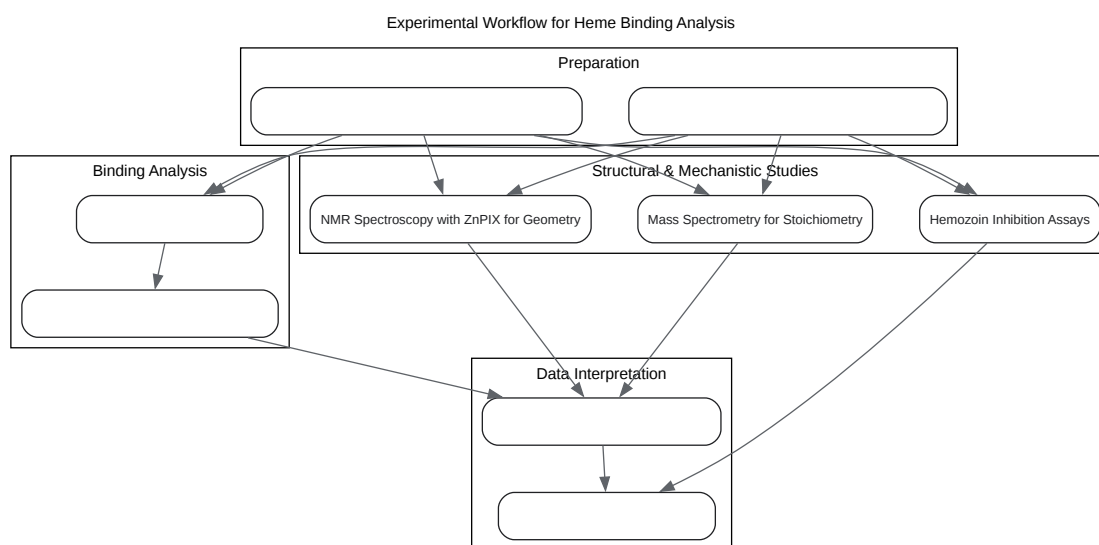 Experimental Workflow for Heme Binding Analysis
Preparation
Binding Analysis
Structural & Mechanistic Studies
NMR Spectroscopy with ZnPIX for Geometry
Mass Spectrometry for Stoichiometry
Hemozoin Inhibition Assays
Data Interpretation